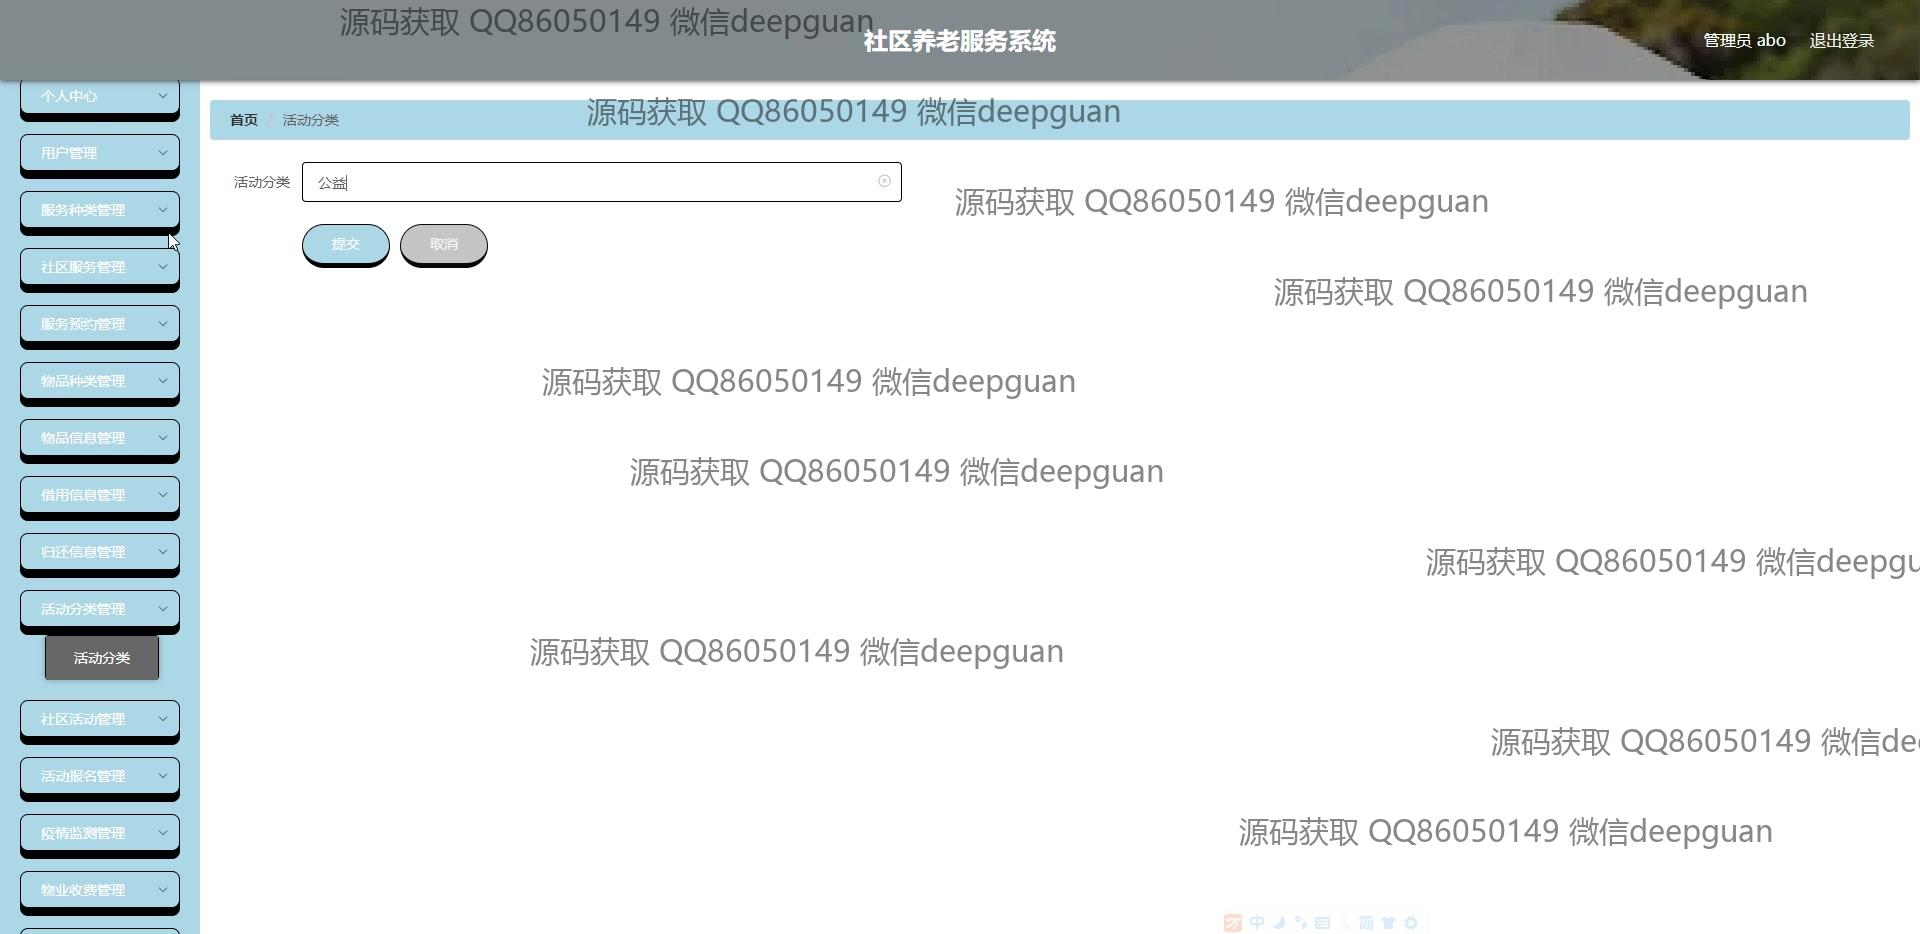 源码获取 QQ86050149 微信deepguan
社区养老服务系统
管理员 abo 退出登录
个人中心
源码获取 QQ86050149 微信deepguan
首页 / 活动分类
用户管理
活动分类 公益
源码获取 QQ86050149 微信deepguan
服务种类管理
提交 取消
社区服务管理
源码获取 QQ86050149 微信deepguan
服务预约管理
物品种类管理
源码获取 QQ86050149 微信deepguan
物品信息管理
源码获取 QQ86050149 微信deepguan
借用信息管理
归还信息管理
源码获取 QQ86050149 微信deepgu
活动分类管理
活动分类
源码获取 QQ86050149 微信deepguan
社区活动管理
源码获取 QQ86050149 微信dee
活动报名管理
疫情监测管理
源码获取 QQ86050149 微信deepguan
物业收费管理
中 简